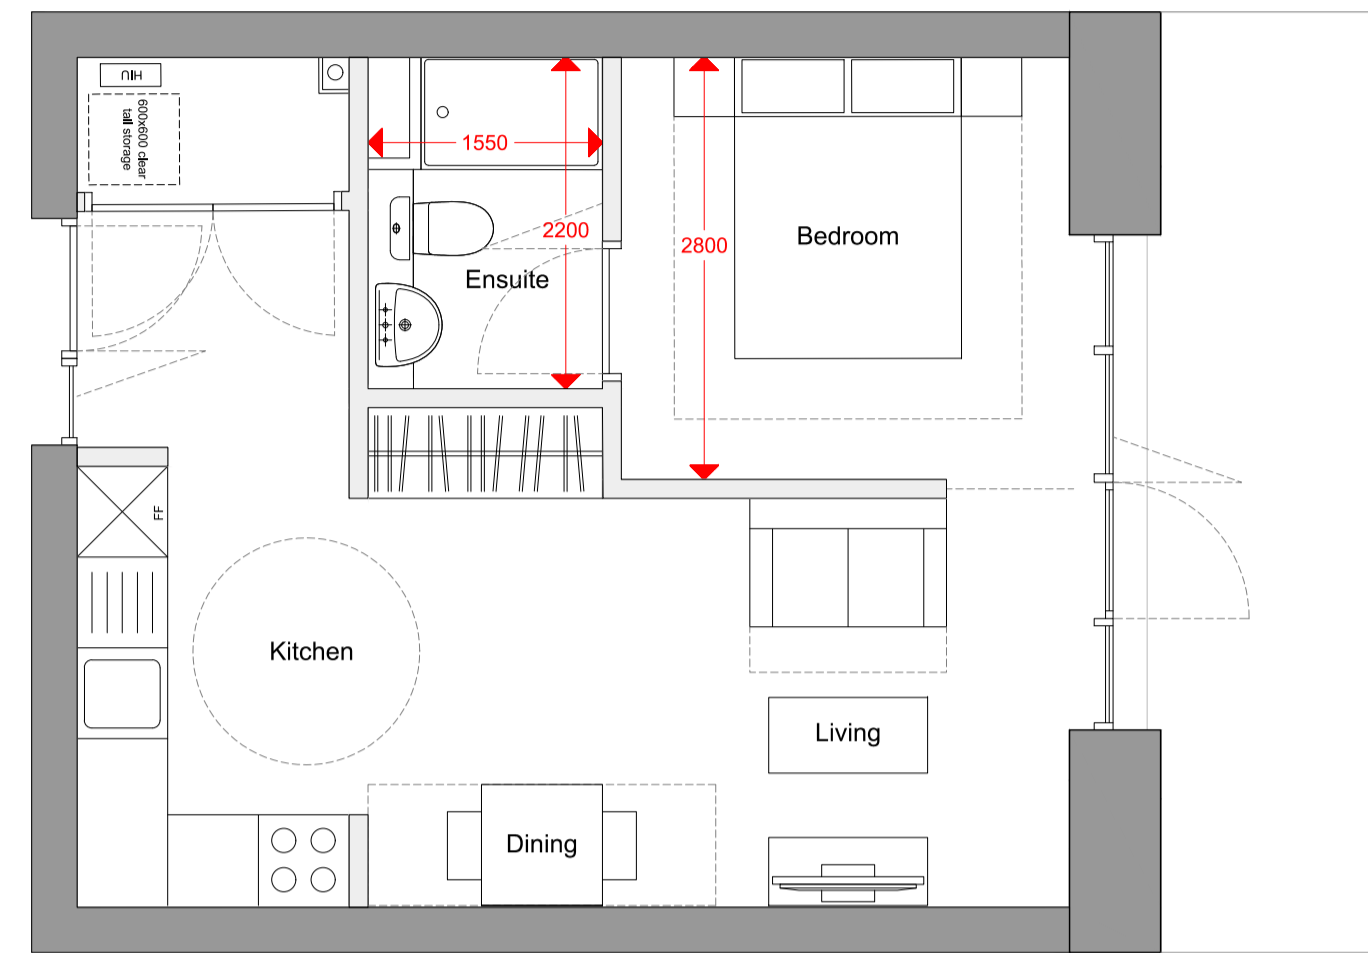 HIU
600x600 clear
tall storage
1550
2200
2800
Bedroom
Ensuite
FF
Kitchen
Living
Dining